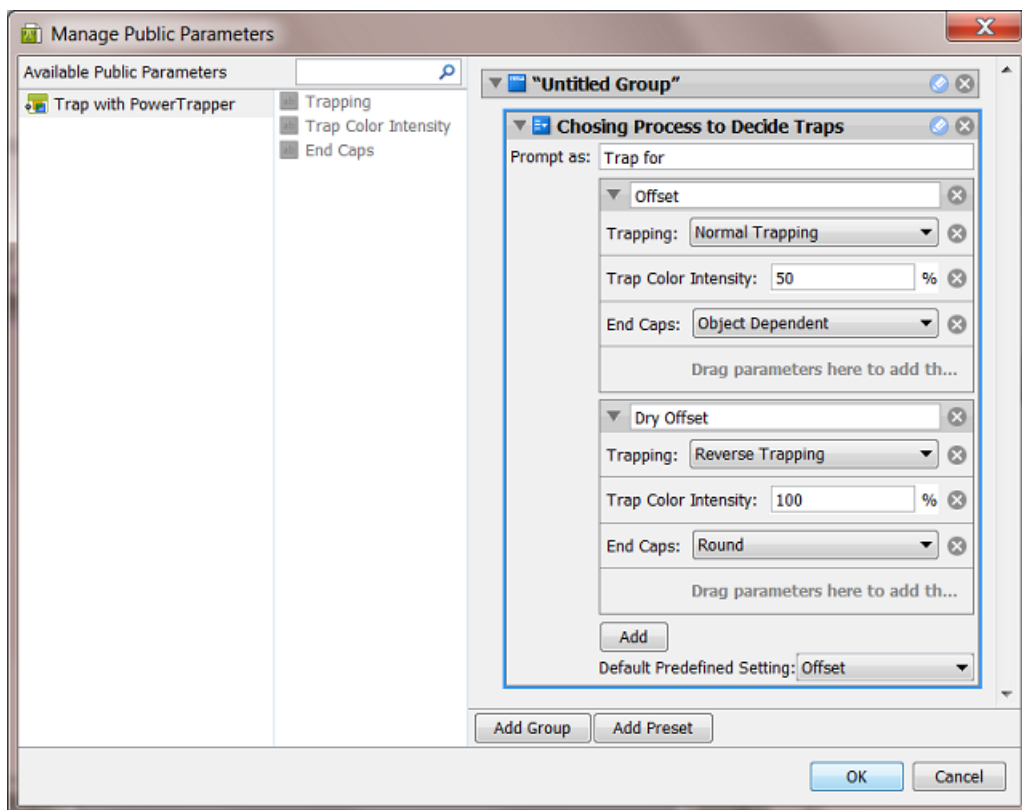 Manage Public Parameters
Available Public Parameters
Trap with PowerTrapper
Trapping
Trap Color Intensity
End Caps
"Untitled Group"
Chosing Process to Decide Traps
Prompt as: Trap for
Offset
Trapping: Normal Trapping
Trap Color Intensity: 50 %
End Caps: Object Dependent
Drag parameters here to add th...
Dry Offset
Trapping: Reverse Trapping
Trap Color Intensity: 100 %
End Caps: Round
Drag parameters here to add th...
Add
Default Predefined Setting: Offset
Add Group Add Preset
OK Cancel